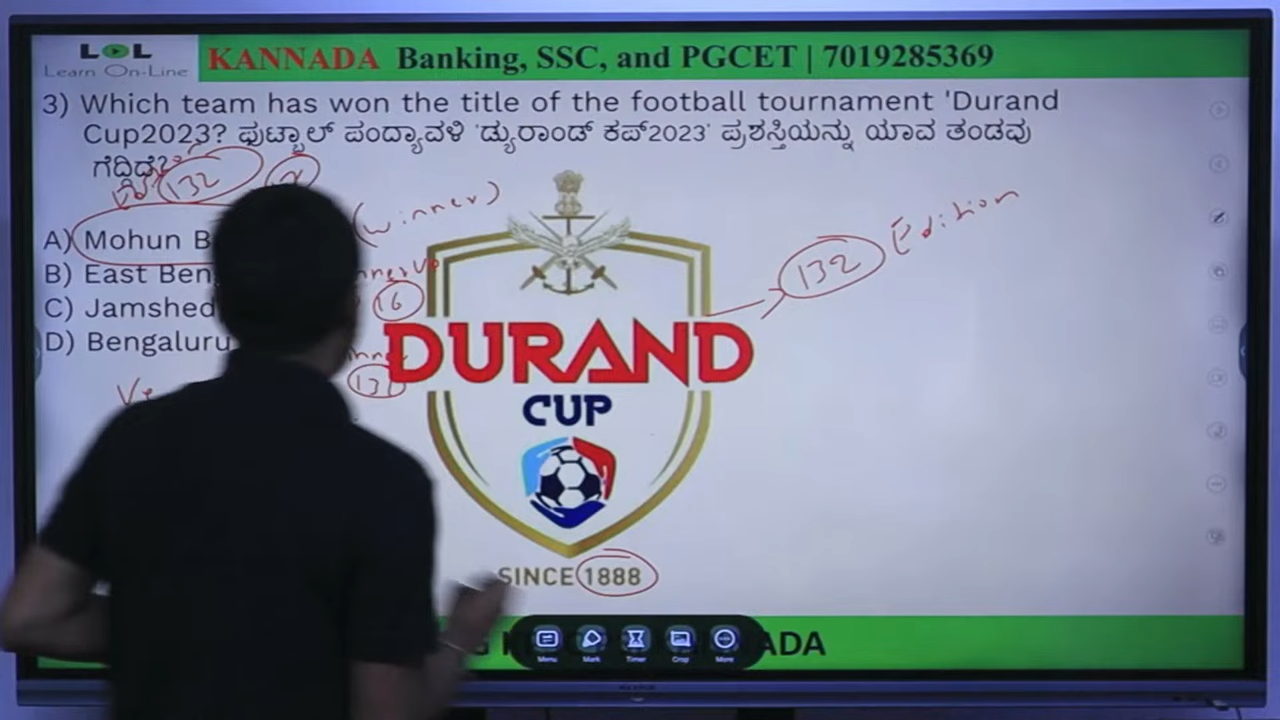 LOL
Learn On-Line
KANNADA Banking, SSC, and PGCET | 7019285369
3) Which team has won the title of the football tournament 'Durand
Cup2023? ಫುಟ್ಬಾಲ್ ಪಂದ್ಯಾವಳಿ 'ಡ್ಯುರಾಂಡ್ ಕಪ್2023' ಪ್ರಶಸ್ತಿಯನ್ನು ಯಾವ ತಂಡವು
ಗೆದ್ದಿದೆ?
132
A) Mohun B
(winner)
B) East Ben
C) Jamshed
16
D) Bengaluru
131
132 Edition
DURAND
CUP
SINCE 1888
Menu Mark Timer Crop More
ADA